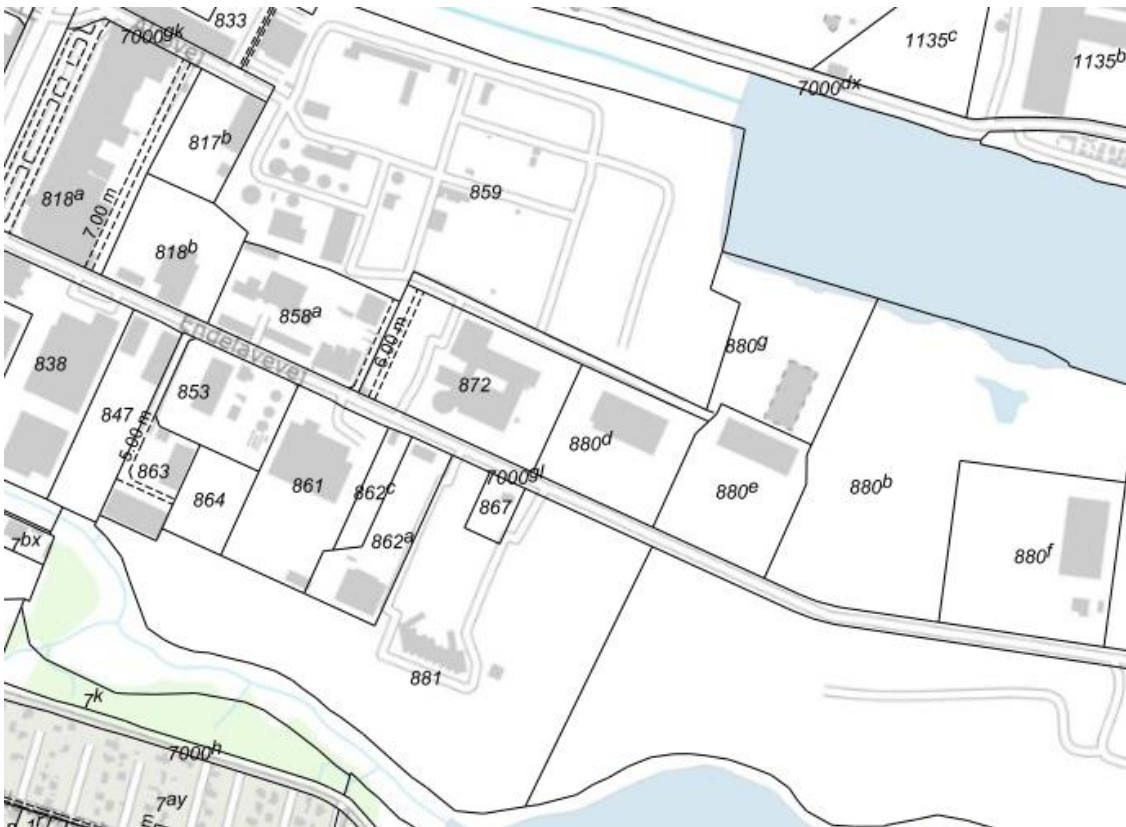 833
7000gk
1135c
1135b
7000dx
817b
818a
859
7.00 m
818b
858a
Endelavevej
6.00 m
880g
838
853
872
847
5.00 m
880d
863
864
861
862c
7000gl
867
880e
880b
862a
7bx
880f
881
7k
7000h
7ay